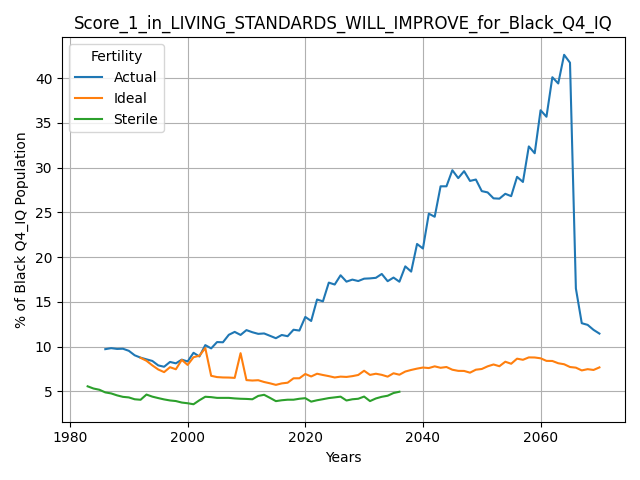 Score_1_in_LIVING_STANDARDS_WILL_IMPROVE_for_Black_Q4_IQ
Fertility
Actual
Ideal
Sterile
% of Black Q4_IQ Population
40
35
30
25
20
15
10
5
1980
2000
2020
2040
2060
Years